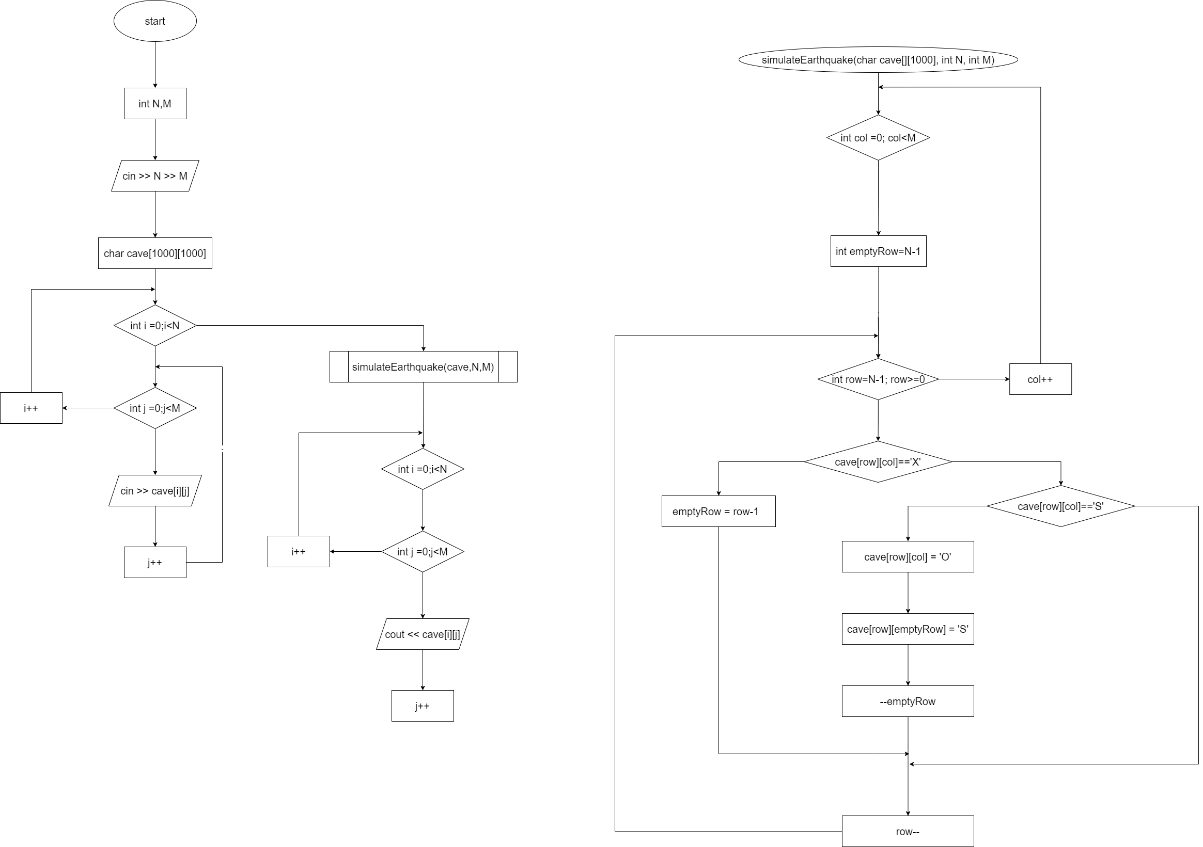 start
int N,M
cin >> N >> M
char cave[1000][1000]
int i =0;i<N
int j =0;j<M
i++
cin >> cave[i][j]
j++
simulateEarthquake(cave,N,M)
int i =0;i<N
int j =0;j<M
i++
cout << cave[i][j]
j++
simulateEarthquake(char cave[][1000], int N, int M)
int col =0; col<M
int emptyRow=N-1
int row=N-1; row>=0
col++
cave[row][col]=='X'
emptyRow = row-1
cave[row][col]=='S'
cave[row][col] = 'O'
cave[row][emptyRow] = 'S'
--emptyRow
row--